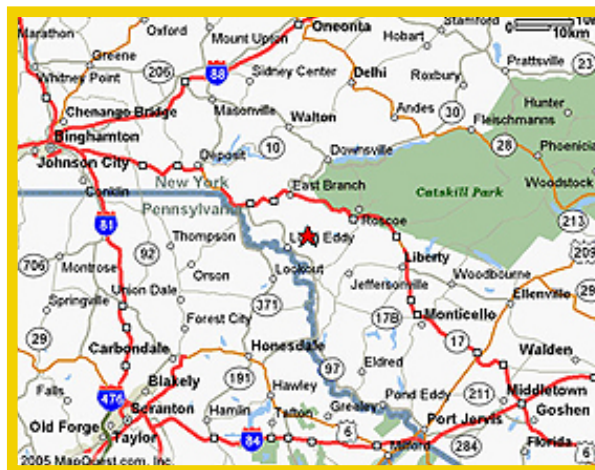 Marathon
Oxford
Mount Upton
Oneonta
Stamford
10km
Hobart
Greene
206
88
Prattsville
23
Whitney Point
Sidney Center
Delhi
Roxbury
Hunter
Chenango Bridge
Masonville
Walton
Andes
30
Fleischmanns
Binghamton
Johnson City
Deposit
10
Downsville
28
Phoenicia
Conklin
New York
East Branch
Catskill Park
Woodstock
Pennsylvania
Roscoe
213
81
92
Thompson
Eddy
209
706
Montrose
Orson
Lookout
Liberty
Woodbourne
Jeffersonville
Springville
Union Dale
371
Ellenville
29
Forest City
17B
Monticello
29
Carbondale
Honesdale
97
17
Walden
Falls
Blakely
191
Hawley
Eldred
Middletown
476
Scranton
Hamlin
Tafton
Greeley
Pond Eddy
211
Goshen
Old Forge
Taylor
84
6
Port Jervis
6
Milford
284
Florida
2005 MapQuest.com, Inc